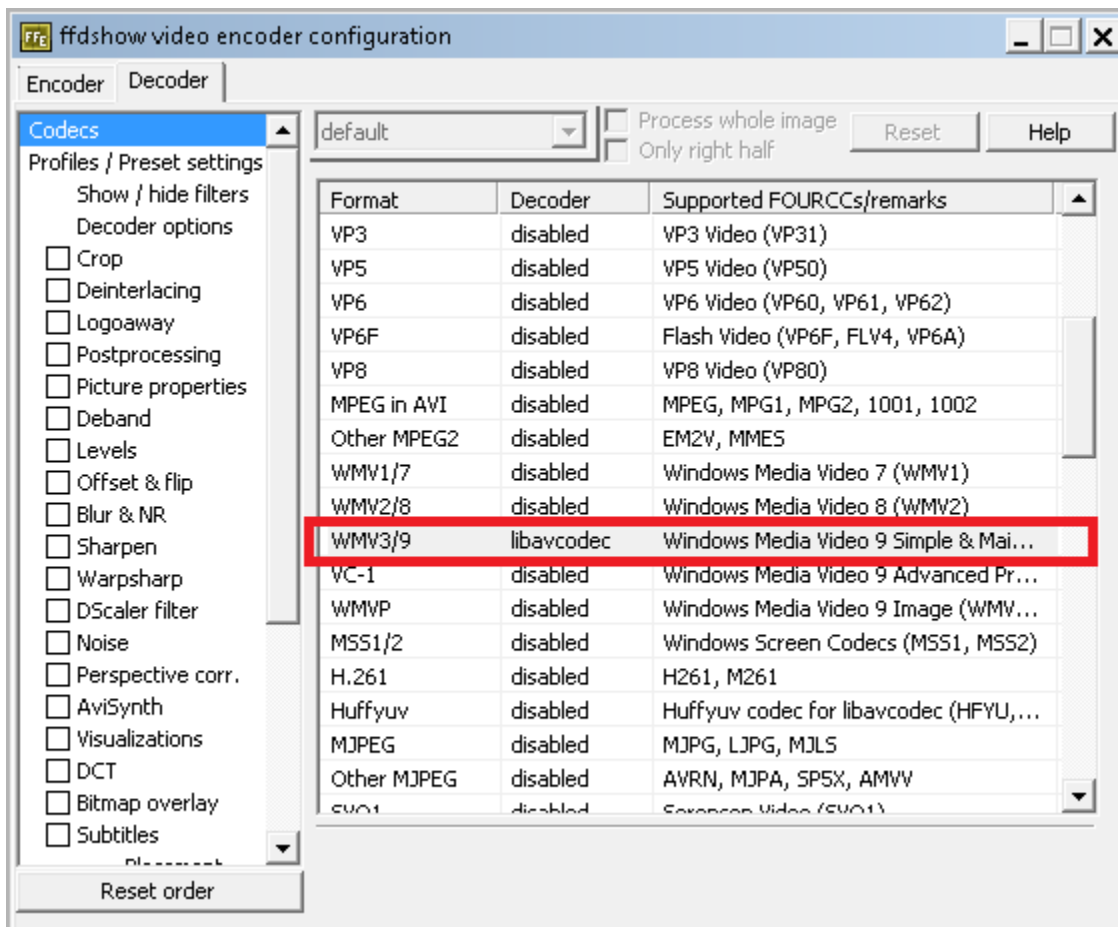 FFE ffdshow video encoder configuration
Encoder Decoder
Codecs
Profiles / Preset settings
Show / hide filters
Decoder options
Crop
Deinterlacing
Logoaway
Postprocessing
Picture properties
Deband
Levels
Offset & flip
Blur & NR
Sharpen
Warpsharp
DScaler filter
Noise
Perspective corr.
AviSynth
Visualizations
DCT
Bitmap overlay
Subtitles
Placement
Reset order
default Process whole image Reset Help
Only right half
Format Decoder Supported FOURCCs/remarks
VP3 disabled VP3 Video (VP31)
VP5 disabled VP5 Video (VP50)
VP6 disabled VP6 Video (VP60, VP61, VP62)
VP6F disabled Flash Video (VP6F, FLV4, VP6A)
VP8 disabled VP8 Video (VP80)
MPEG in AVI disabled MPEG, MPG1, MPG2, 1001, 1002
Other MPEG2 disabled EM2V, MMES
WMV1/7 disabled Windows Media Video 7 (WMV1)
WMV2/8 disabled Windows Media Video 8 (WMV2)
WMV3/9 libavcodec Windows Media Video 9 Simple & Mai...
VC-1 disabled Windows Media Video 9 Advanced Pr...
WMVP disabled Windows Media Video 9 Image (WMV...
MSS1/2 disabled Windows Screen Codecs (MSS1, MSS2)
H.261 disabled H261, M261
Huffyuv disabled Huffyuv codec for libavcodec (HFYU,...
MJPEG disabled MJPG, LJPG, MJLS
Other MJPEG disabled AVRN, MJPA, SP5X, AMVV
SVQ1 disabled Sorenson Video (SVQ1)